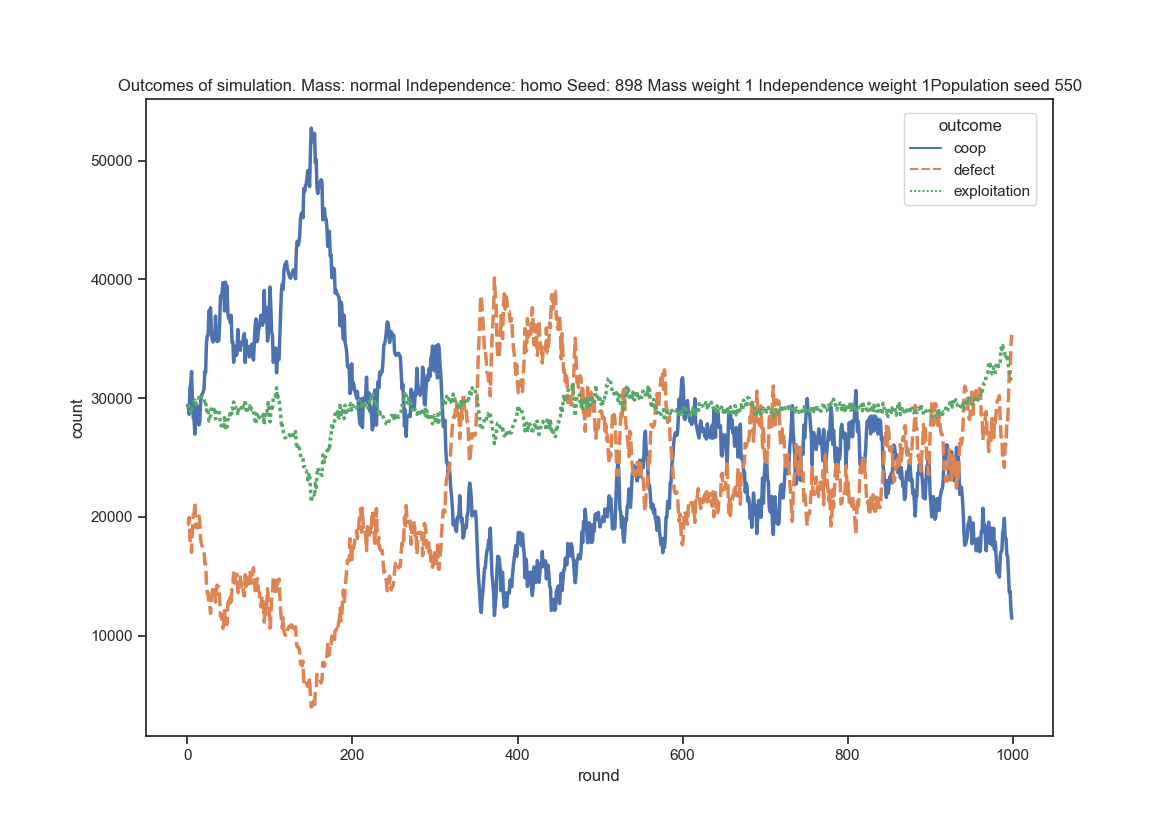 Outcomes of simulation. Mass: normal Independence: homo Seed: 898 Mass weight 1 Independence weight 1Population seed 550
outcome
coop
defect
exploitation
50000
40000
30000
20000
10000
count
0 200 400 600 800 1000
round